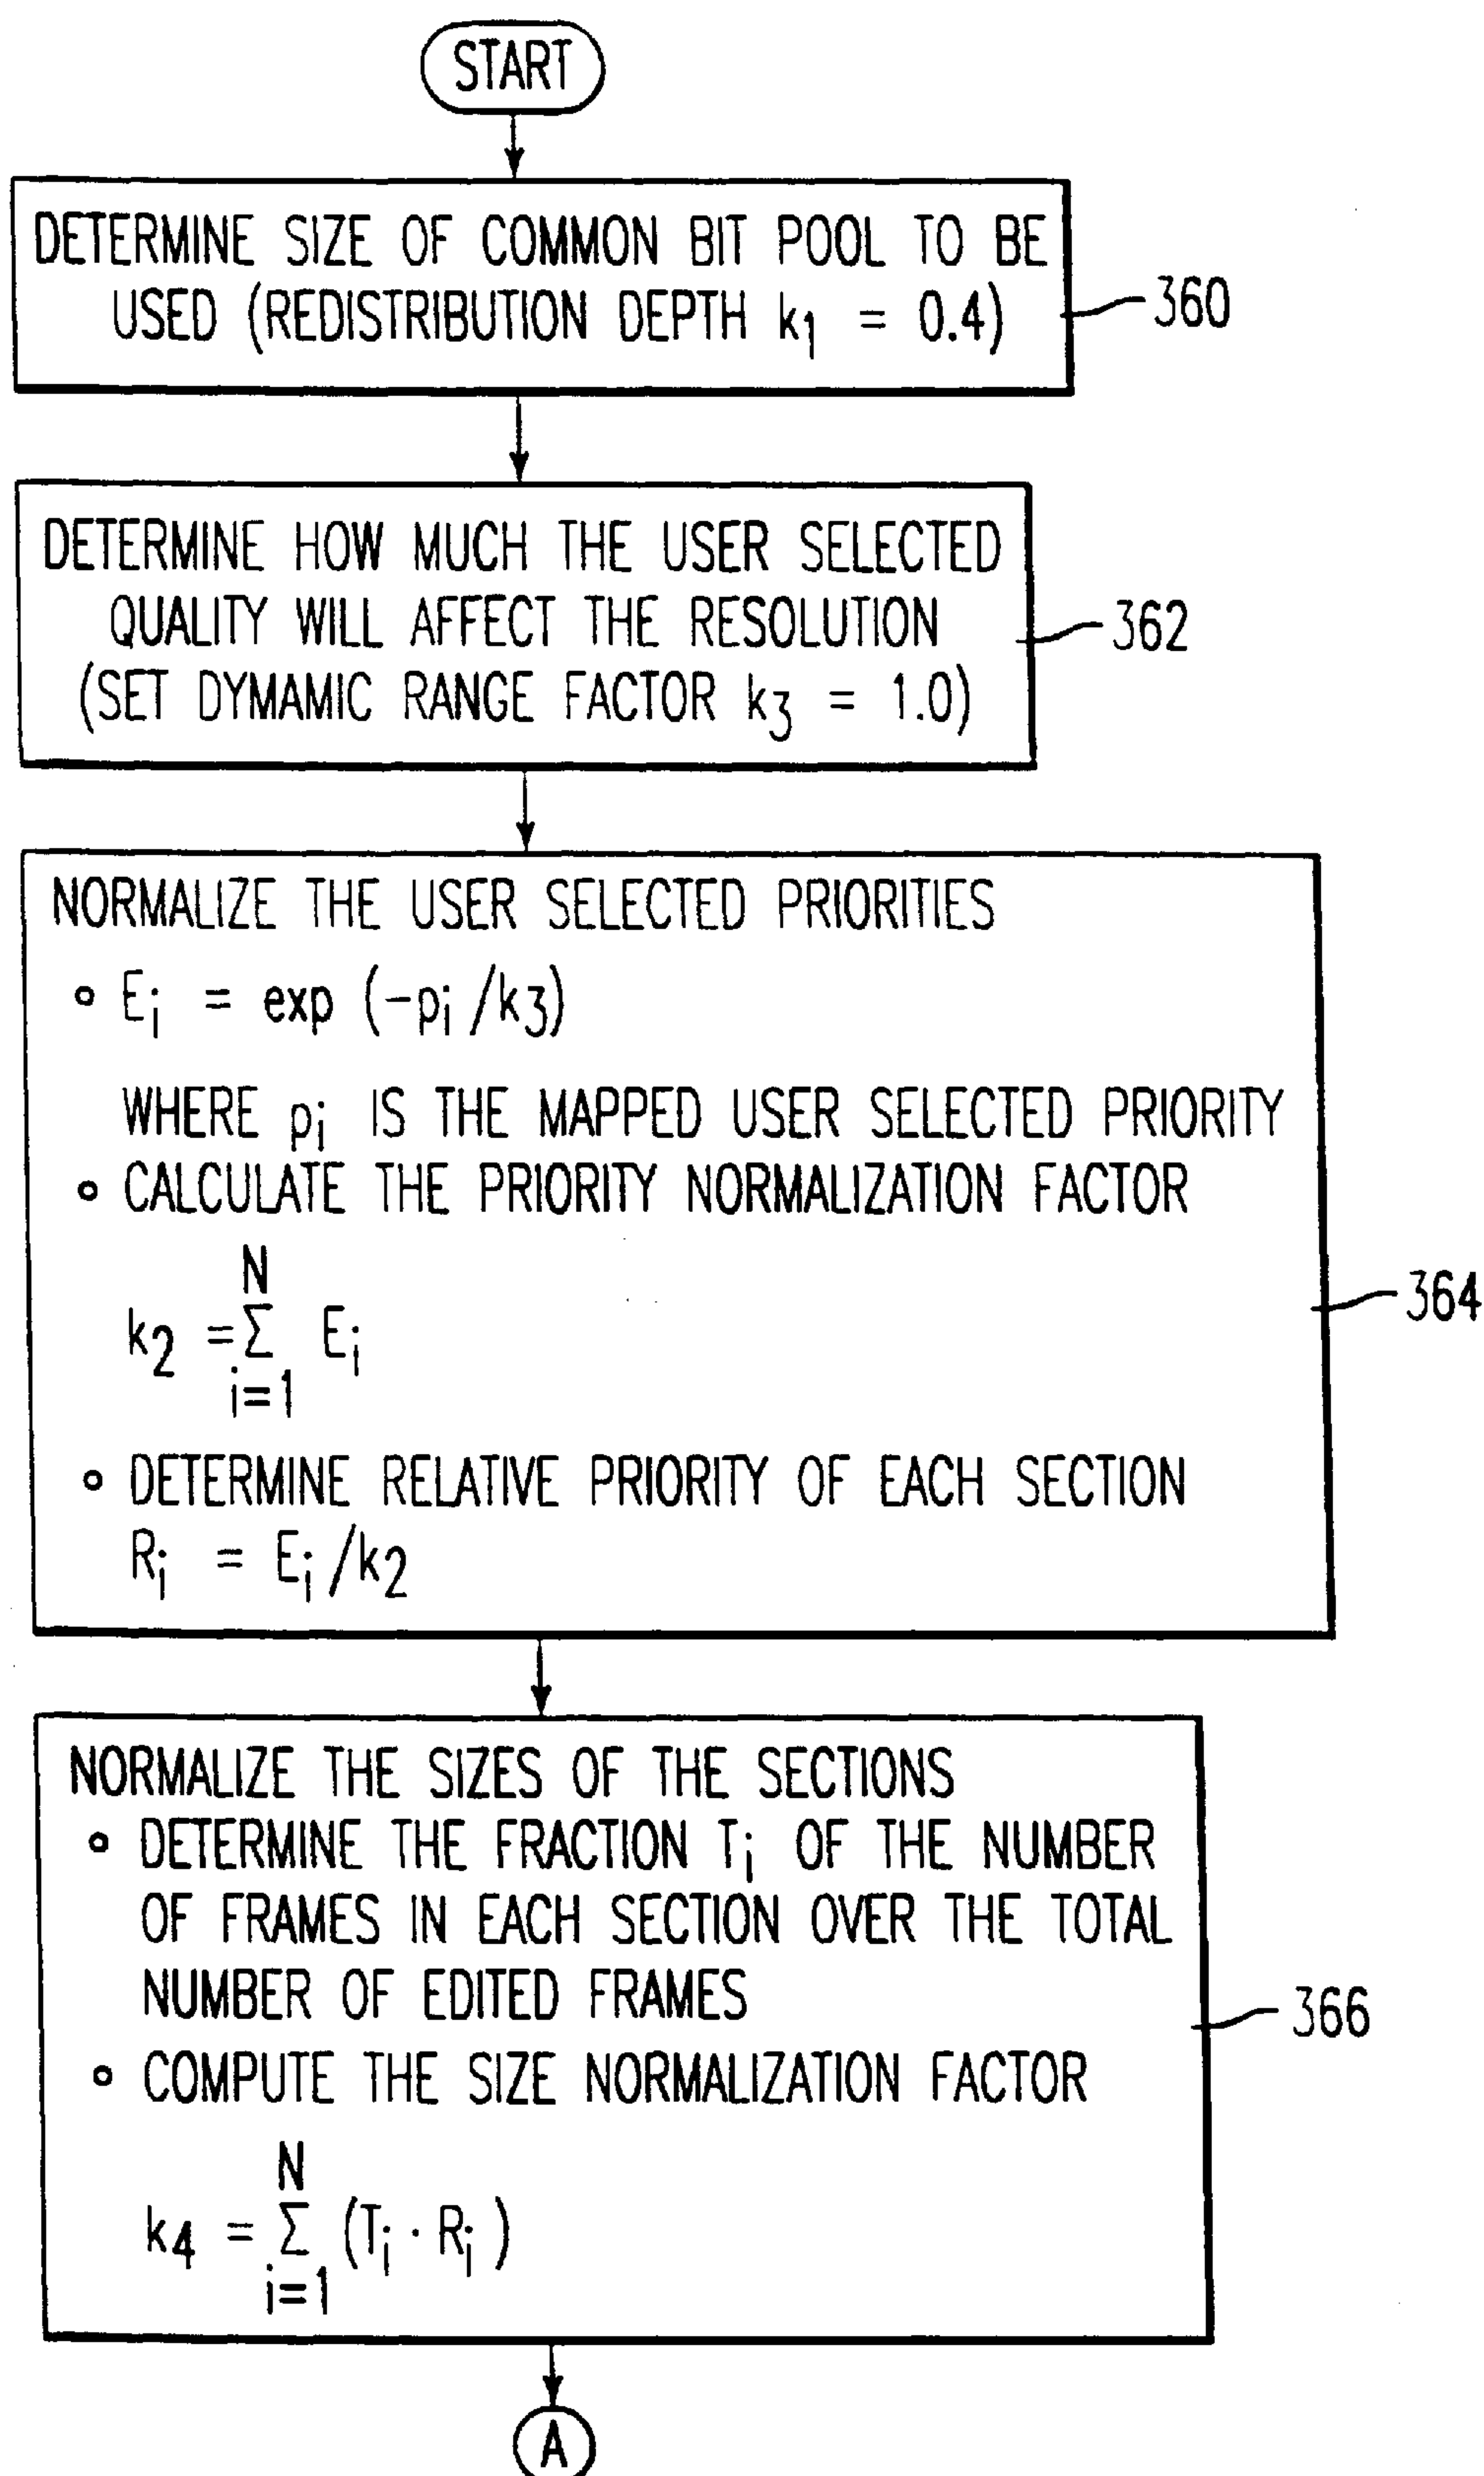 START
DETERMINE SIZE OF COMMON BIT POOL TO BE
USED (REDISTRIBUTION DEPTH k1 = 0.4)
360
DETERMINE HOW MUCH THE USER SELECTED
QUALITY WILL AFFECT THE RESOLUTION
(SET DYMAMIC RANGE FACTOR k3 = 1.0)
362
NORMALIZE THE USER SELECTED PRIORITIES
° Ei = exp (-pi/k3)
WHERE pi IS THE MAPPED USER SELECTED PRIORITY
° CALCULATE THE PRIORITY NORMALIZATION FACTOR
N
k2 = Σ Ei
i=1
364
° DETERMINE RELATIVE PRIORITY OF EACH SECTION
Ri = Ei/k2
NORMALIZE THE SIZES OF THE SECTIONS
° DETERMINE THE FRACTION Ti OF THE NUMBER
OF FRAMES IN EACH SECTION OVER THE TOTAL
NUMBER OF EDITED FRAMES
366
° COMPUTE THE SIZE NORMALIZATION FACTOR
N
k4 = Σ (Ti · Ri)
i=1
A